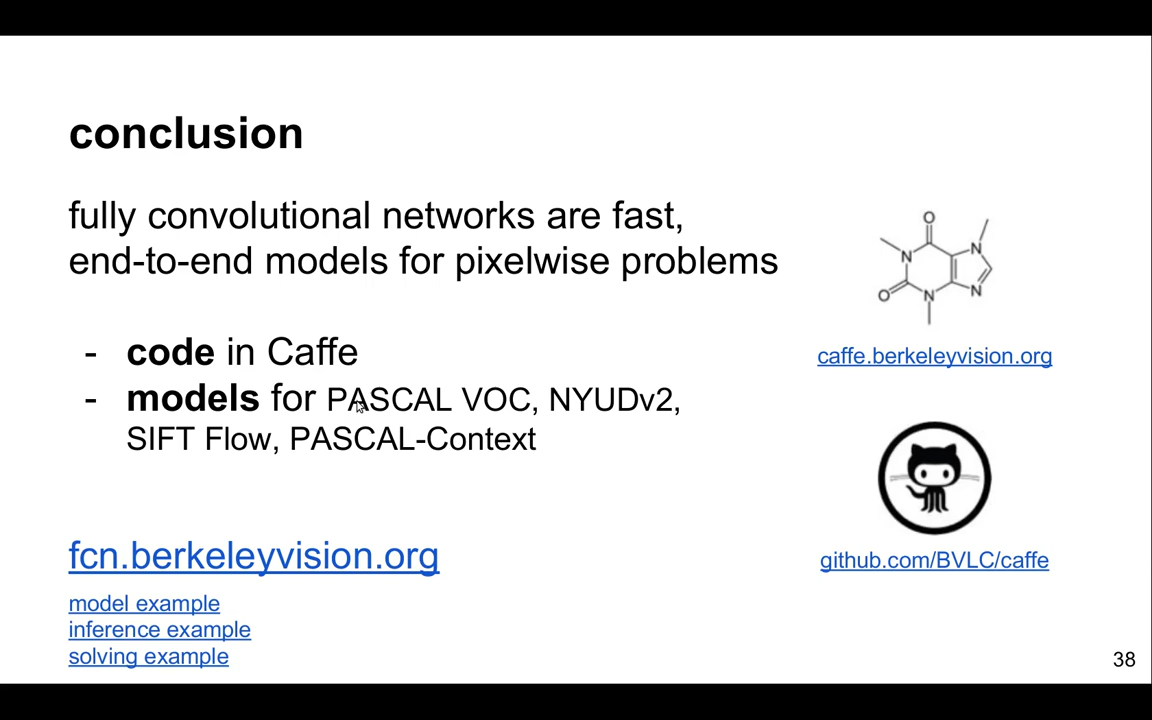 conclusion
fully convolutional networks are fast,
end-to-end models for pixelwise problems
- code in Caffe
- models for PASCAL VOC, NYUDv2,
SIFT Flow, PASCAL-Context
fcn.berkeleyvision.org
model example
inference example
solving example
O
N
N
O
N
N
caffe.berkeleyvision.org
github.com/BVLC/caffe
38